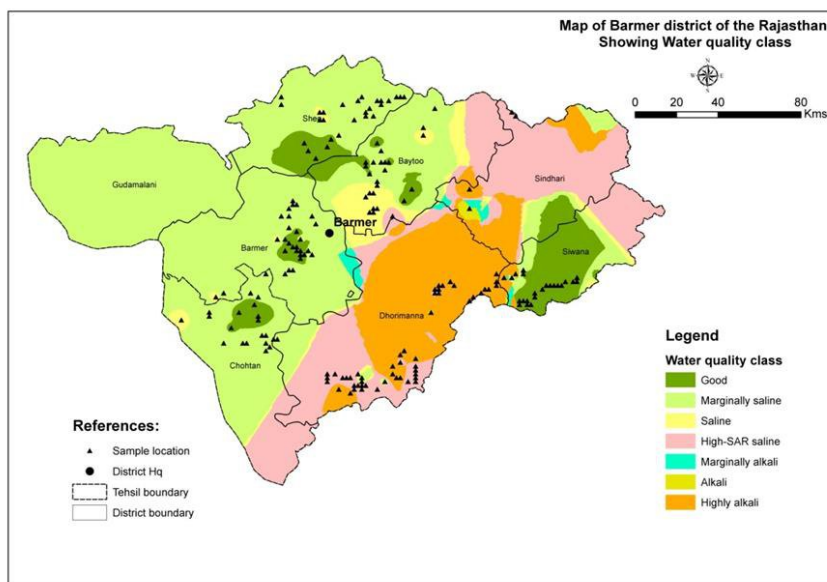 Map of Barmer district of the Rajasthan
Showing Water quality class
N
W E
S
0 20 40 80
Kms
Baytoo
Gudamalani
Sindhari
Barmer
Barmer
Siwana
Dhorimanna
Chohtan
References:
Sample location
District Hq
Tehsil boundary
District boundary
Legend
Water quality class
Good
Marginally saline
Saline
High-SAR saline
Marginally alkali
Alkali
Highly alkali